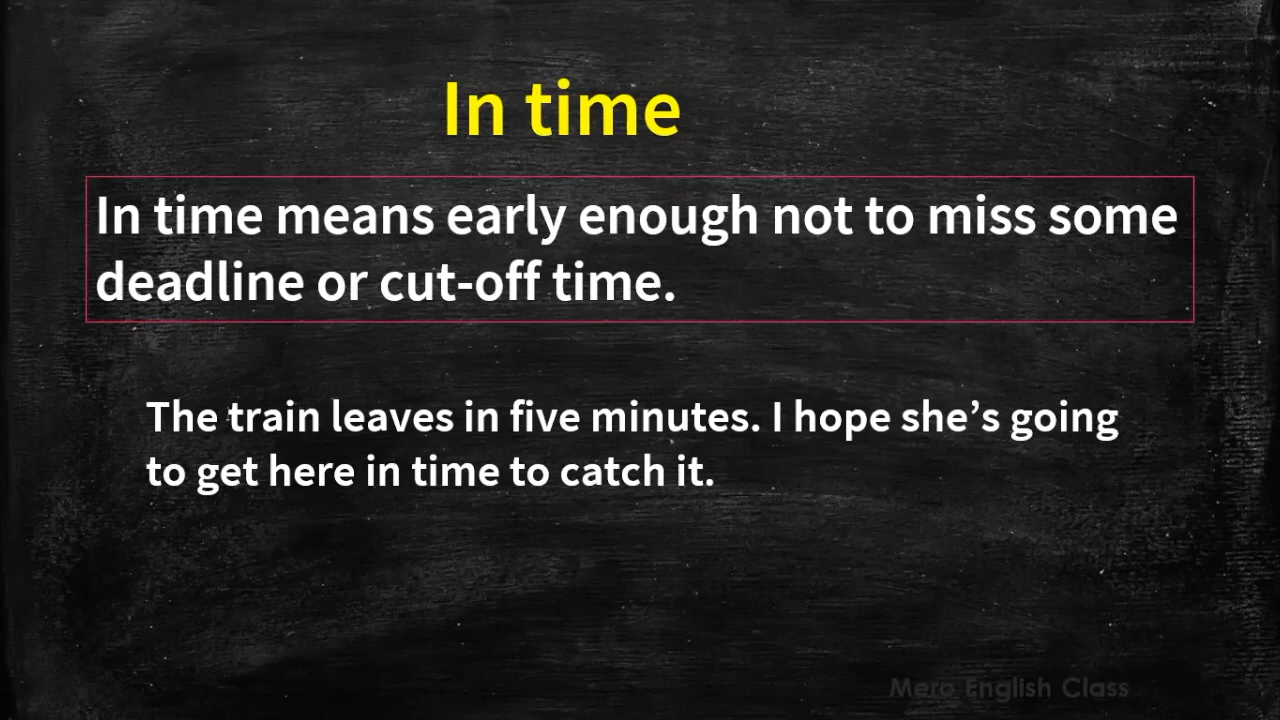 In time
In time means early enough not to miss some
deadline or cut-off time.
The train leaves in five minutes. I hope she’s going
to get here in time to catch it.
Mero English Class